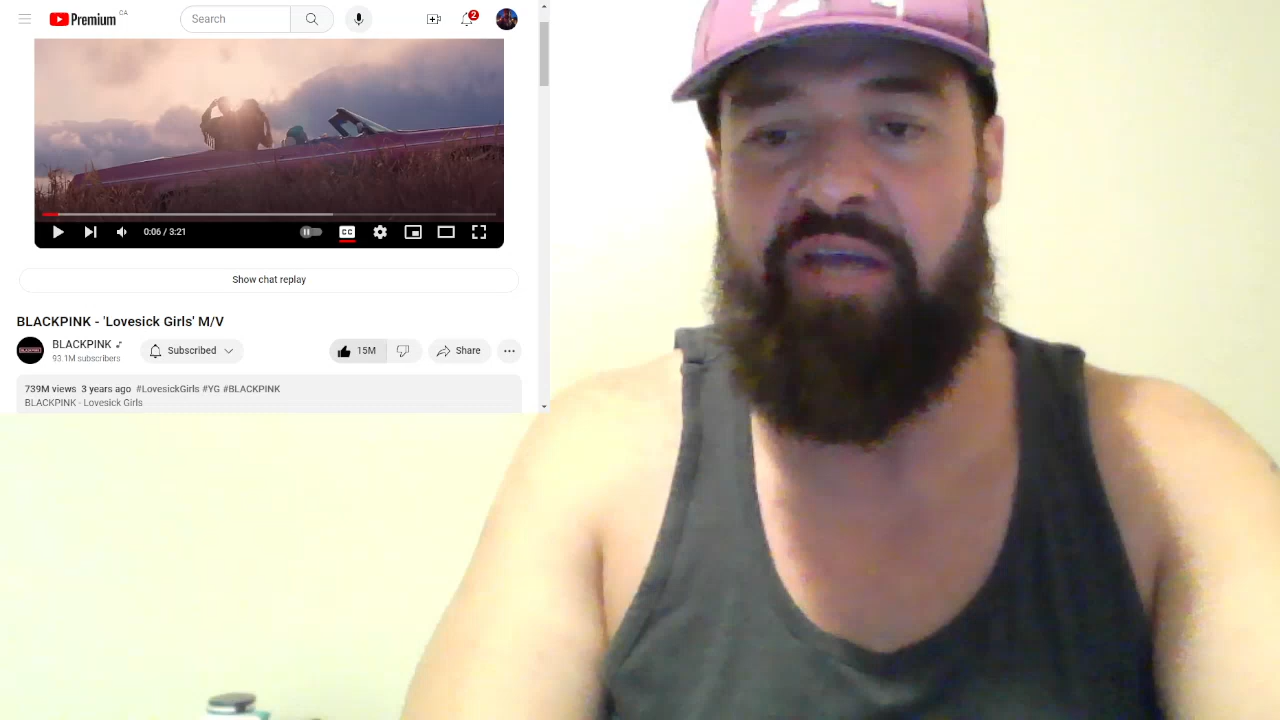 Premium CA
Search
2
0:06 / 3:21
CC
Show chat replay
BLACKPINK - 'Lovesick Girls' M/V
BLACKPINK
93.1M subscribers
Subscribed
15M
Share
739M views 3 years ago #LovesickGirls #YG #BLACKPINK
BLACKPINK - Lovesick Girls